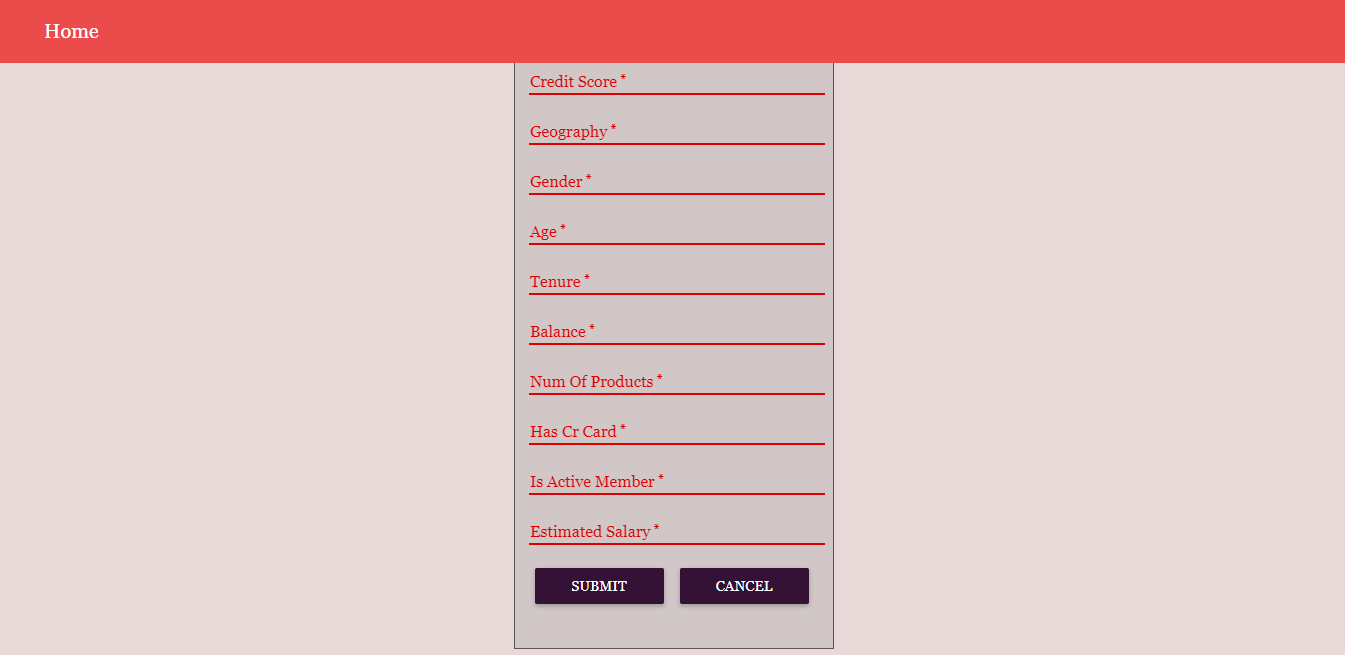 Home
Credit Score *
Geography *
Gender *
Age *
Tenure *
Balance *
Num Of Products *
Has Cr Card *
Is Active Member *
Estimated Salary *
SUBMIT CANCEL